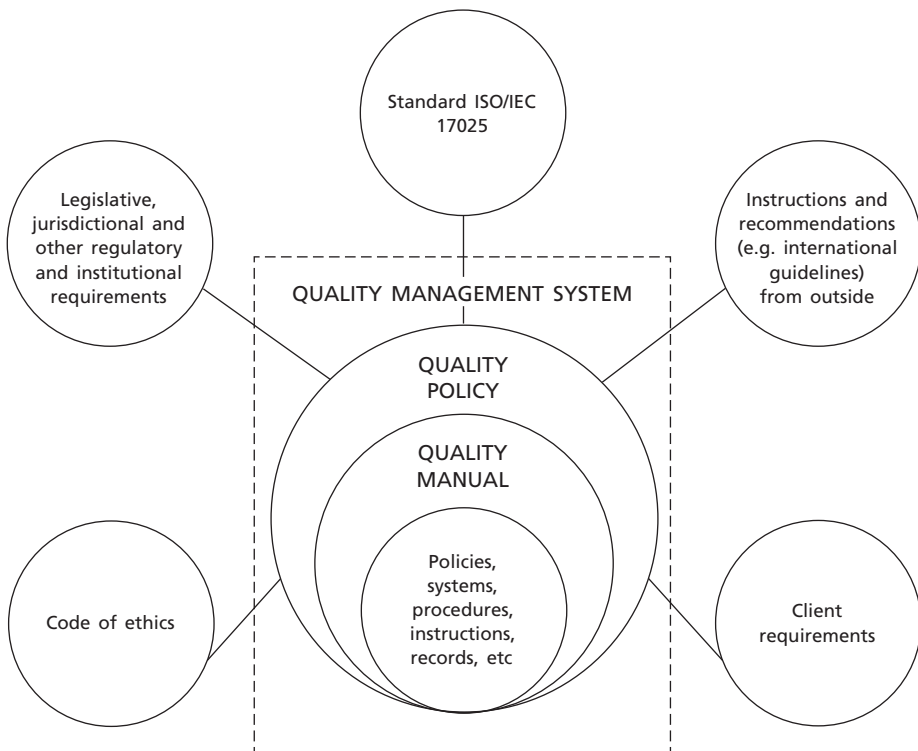 Standard ISO/IEC
17025
Legislative,
jurisdictional and
other regulatory
and institutional
requirements
Instructions and
recommendations
(e.g. international
guidelines)
from outside
QUALITY MANAGEMENT SYSTEM
QUALITY
POLICY
QUALITY
MANUAL
Policies,
systems,
procedures,
instructions,
records, etc
Code of ethics
Client
requirements